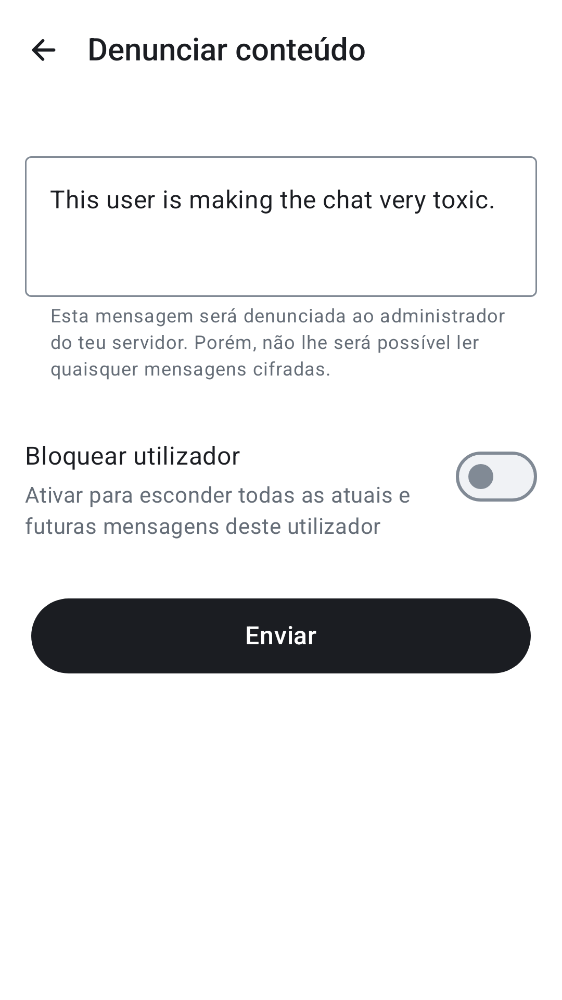 Denunciar conteúdo
This user is making the chat very toxic.
Esta mensagem será denunciada ao administrador
do teu servidor. Porém, não lhe será possível ler
quaisquer mensagens cifradas.
Bloquear utilizador
Ativar para esconder todas as atuais e
futuras mensagens deste utilizador
Enviar